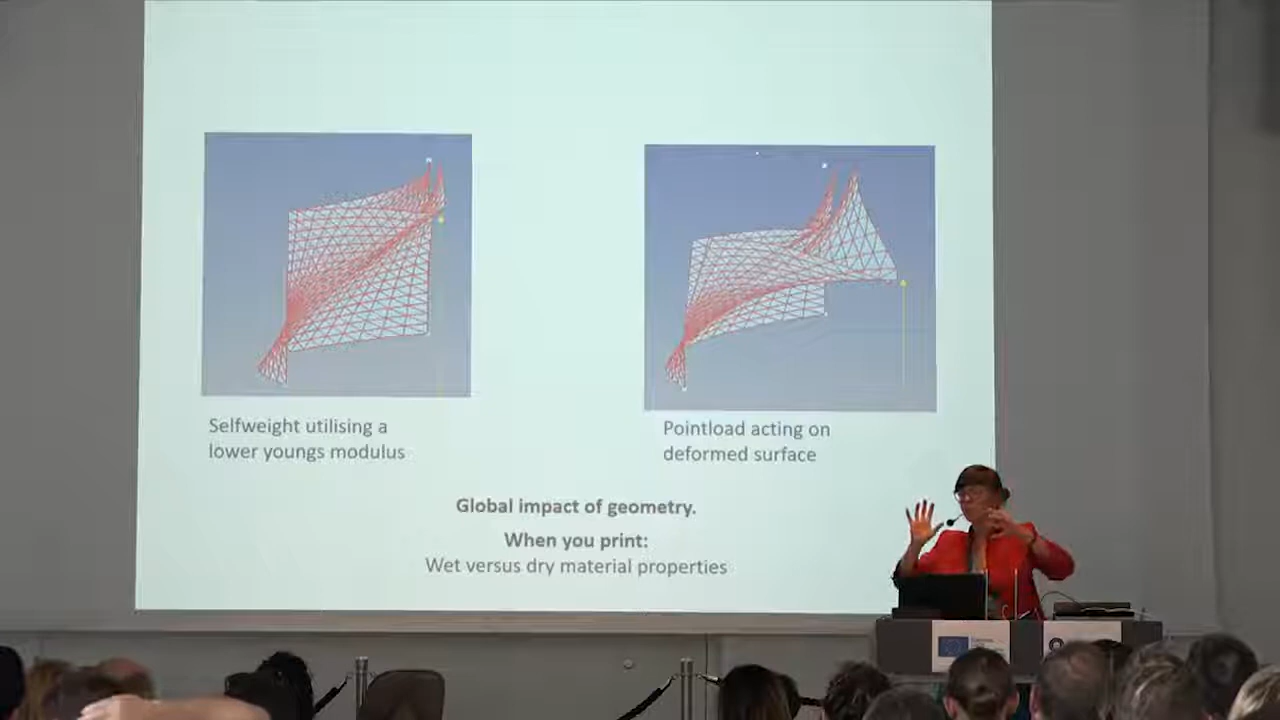 Selfweight utilising a
lower youngs modulus
Pointload acting on
deformed surface
Global impact of geometry.
When you print:
Wet versus dry material properties